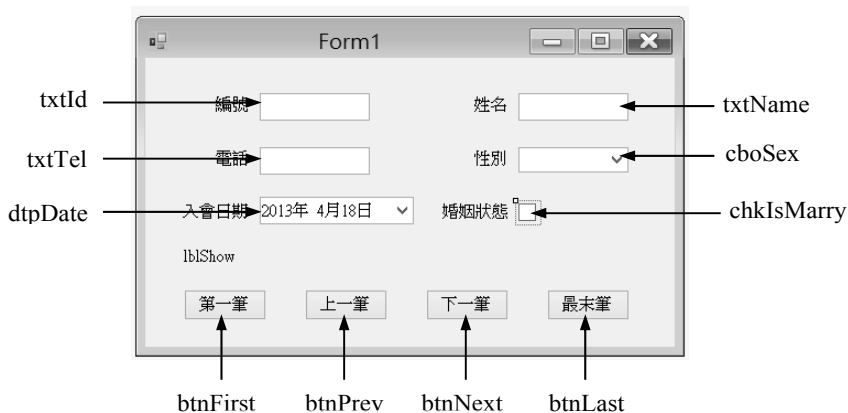 Form1
txtId 編號 姓名 txtName
txtTel 電話 性別 cboSex
dtpDate 入會日期 2013年 4月18日 婚姻狀態 chkIsMarry
lblShow
第一筆 上一筆 下一筆 最末筆
btnFirst btnPrev btnNext btnLast